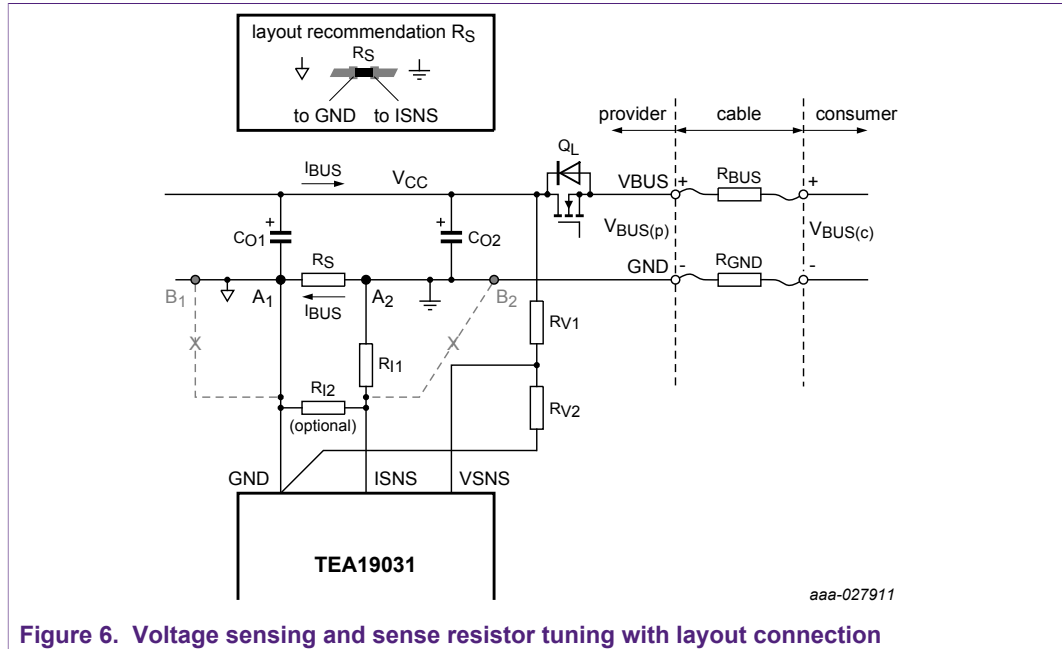 layout recommendation RS
RS
to GND to ISNS
provider cable consumer
QL
IBUS
VCC
VBUS + RBUS +
CO1 + CO2 +
VBUS(p) VBUS(c)
RS
GND - RGND -
B1 A1 A2 B2
IBUS
RV1
X X
RI1
RI2
(optional)
RV2
GND ISNS VSNS
TEA19031
aaa-027911
Figure 6. Voltage sensing and sense resistor tuning with layout connection